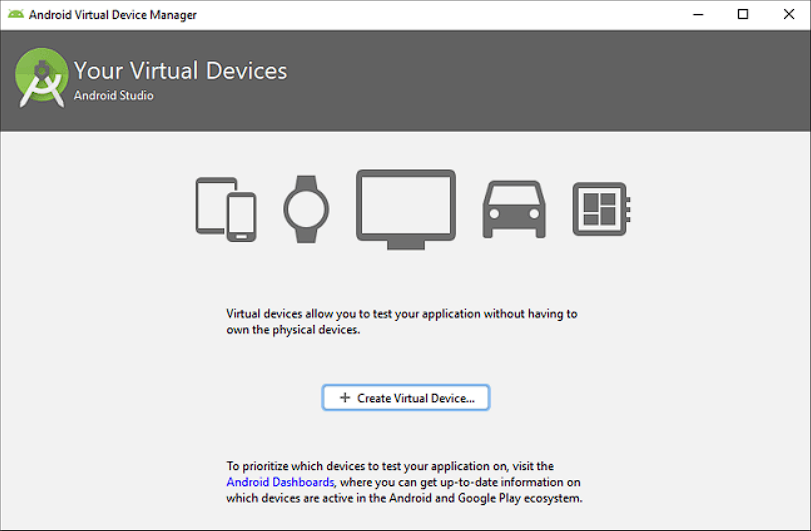 Android Virtual Device Manager
Your Virtual Devices
Android Studio
Virtual devices allow you to test your application without having to
own the physical devices.
+ Create Virtual Device...
To prioritize which devices to test your application on, visit the
Android Dashboards, where you can get up-to-date information on
which devices are active in the Android and Google Play ecosystem.